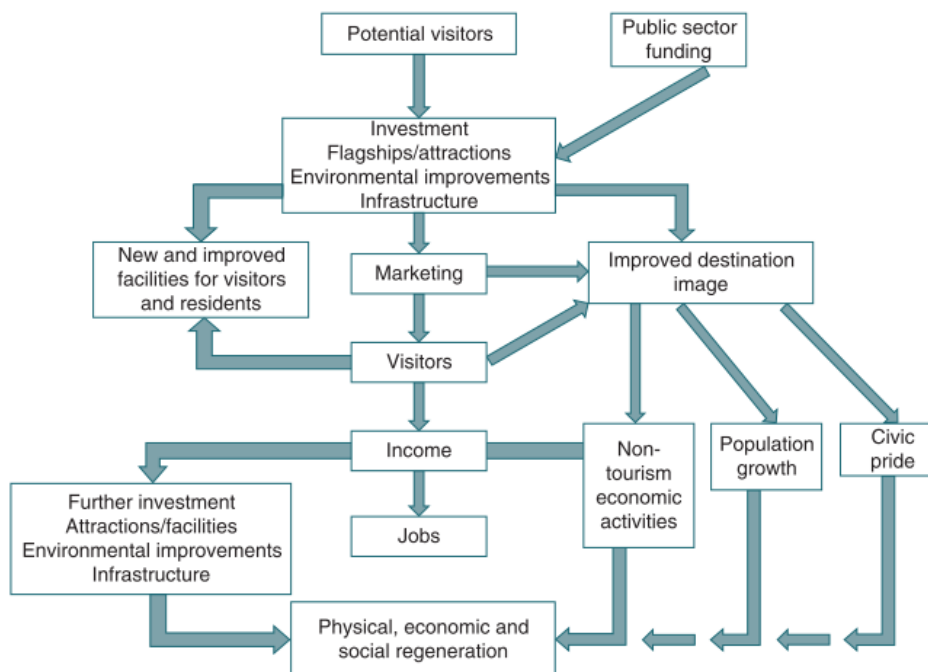 Potential visitors
Public sector
funding
Investment
Flagships/attractions
Environmental improvements
Infrastructure
New and improved
facilities for visitors
and residents
Marketing
Improved destination
image
Visitors
Income
Non-
tourism
economic
activities
Population
growth
Civic
pride
Further investment
Attractions/facilities
Environmental improvements
Infrastructure
Jobs
Physical, economic and
social regeneration